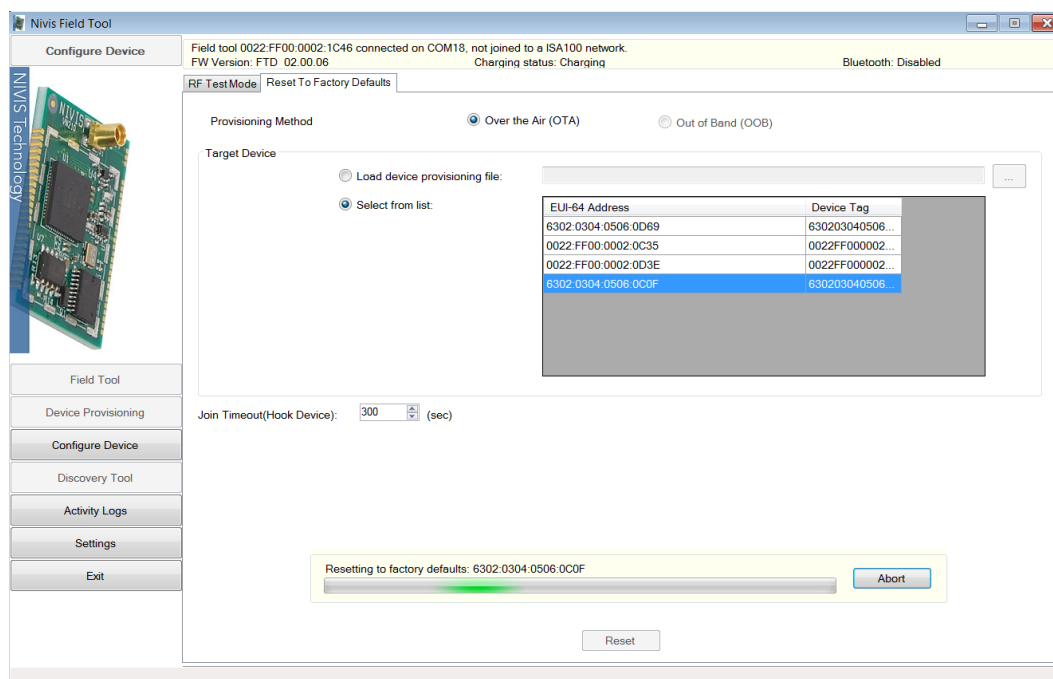 Nivis Field Tool
Configure Device
Field tool 0022:FF00:0002:1C46 connected on COM18, not joined to a ISA100 network.
FW Version: FTD 02.00.06 Charging status: Charging Bluetooth: Disabled
RF Test Mode Reset To Factory Defaults
NIVIS Technology
NIVIS
Provisioning Method Over the Air (OTA) Out of Band (OOB)
Target Device
Load device provisioning file: ...
Select from list:
EUI-64 Address Device Tag
6302:0304:0506:0D69 630203040506...
0022:FF00:0002:0C35 0022FF000002...
0022:FF00:0002:0D3E 0022FF000002...
6302:0304:0506:0C0F 630203040506...
Join Timeout(Hook Device): 300 (sec)
Field Tool
Device Provisioning
Configure Device
Discovery Tool
Activity Logs
Settings
Exit
Resetting to factory defaults: 6302:0304:0506:0C0F
Abort
Reset